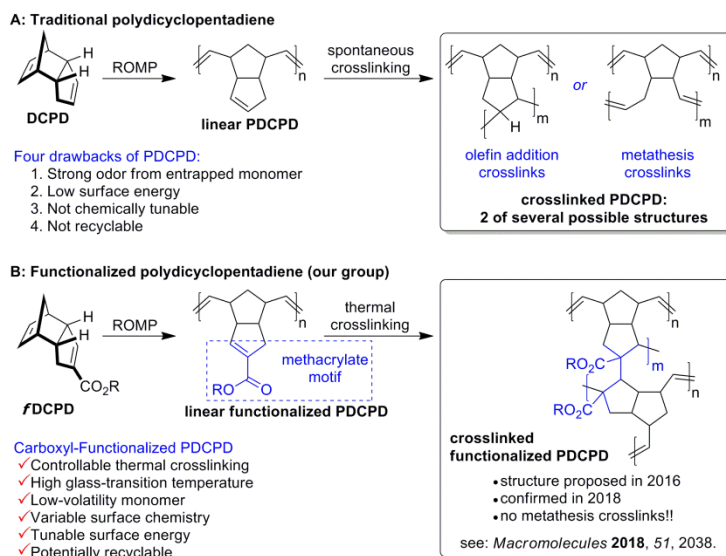 A: Traditional polydicyclopentadiene
H
H
DCPD
ROMP
n
linear PDCPD
spontaneous
crosslinking
n
H
m
olefin addition
crosslinks
or
n
m
metathesis
crosslinks
crosslinked PDCPD:
2 of several possible structures
Four drawbacks of PDCPD:
1. Strong odor from entrapped monomer
2. Low surface energy
3. Not chemically tunable
4. Not recyclable
B: Functionalized polydicyclopentadiene (our group)
H
H
CO2R
fDCPD
ROMP
n
methacrylate
motif
RO
O
linear functionalized PDCPD
thermal
crosslinking
n
RO2C
m
RO2C
n
crosslinked
functionalized PDCPD
• structure proposed in 2016
• confirmed in 2018
• no metathesis crosslinks!!
see: Macromolecules 2018, 51, 2038.
Carboxyl-Functionalized PDCPD
✓Controllable thermal crosslinking
✓High glass-transition temperature
✓Low-volatility monomer
✓Variable surface chemistry
✓Tunable surface energy
✓Potentially recyclable